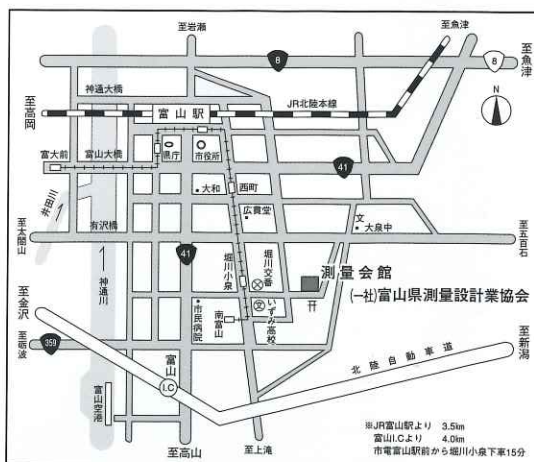 至岩瀬
至魚津
8
8
至魚津
神通大橋
N
至高岡
富山駅
JR北陸本線
富大前
富山大橋
県庁
市役所
41
大和
西町
井田川
広貫堂
文
大泉中
有沢橋
至太閤山
至五百石
41
神通川
堀川小泉
堀川交番
測量会館
(一社)富山県測量設計業協会
至金沢
市民病院
南富山
文
いずみ高校
至砺波
359
富山
I.C
北陸自動車道
至新潟
富山空港
至高山
至上滝
※JR富山駅より 3.5km
富山I.Cより 4.0km
市電富山駅前から堀川小泉下車15分